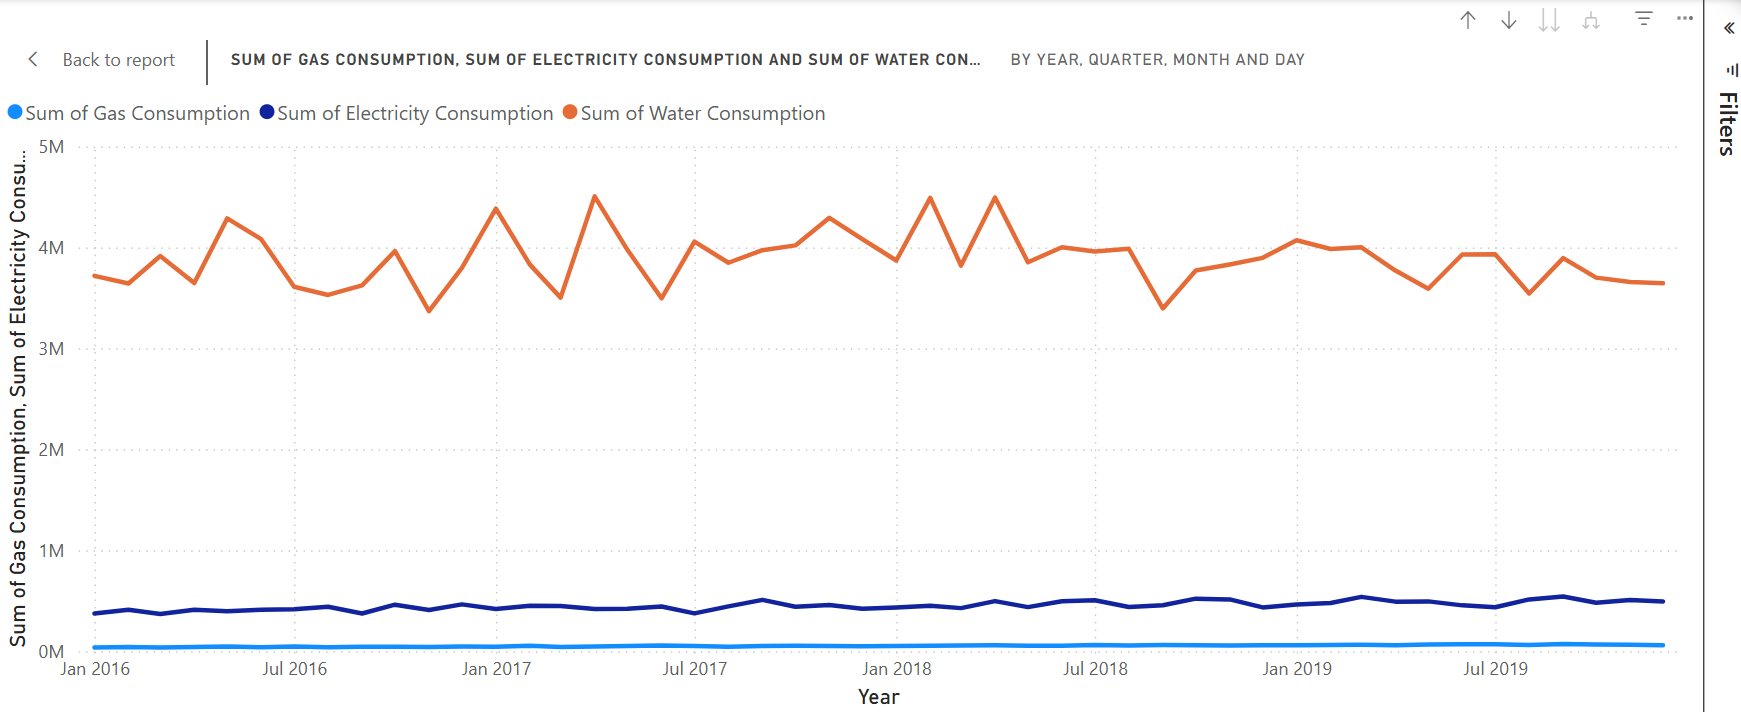 Back to report
SUM OF GAS CONSUMPTION, SUM OF ELECTRICITY CONSUMPTION AND SUM OF WATER CON...
BY YEAR, QUARTER, MONTH AND DAY
Filters
Sum of Gas Consumption
Sum of Electricity Consumption
Sum of Water Consumption
Sum of Gas Consumption, Sum of Electricity Consu...
5M
4M
3M
2M
1M
0M
Jan 2016
Jul 2016
Jan 2017
Jul 2017
Jan 2018
Jul 2018
Jan 2019
Jul 2019
Year